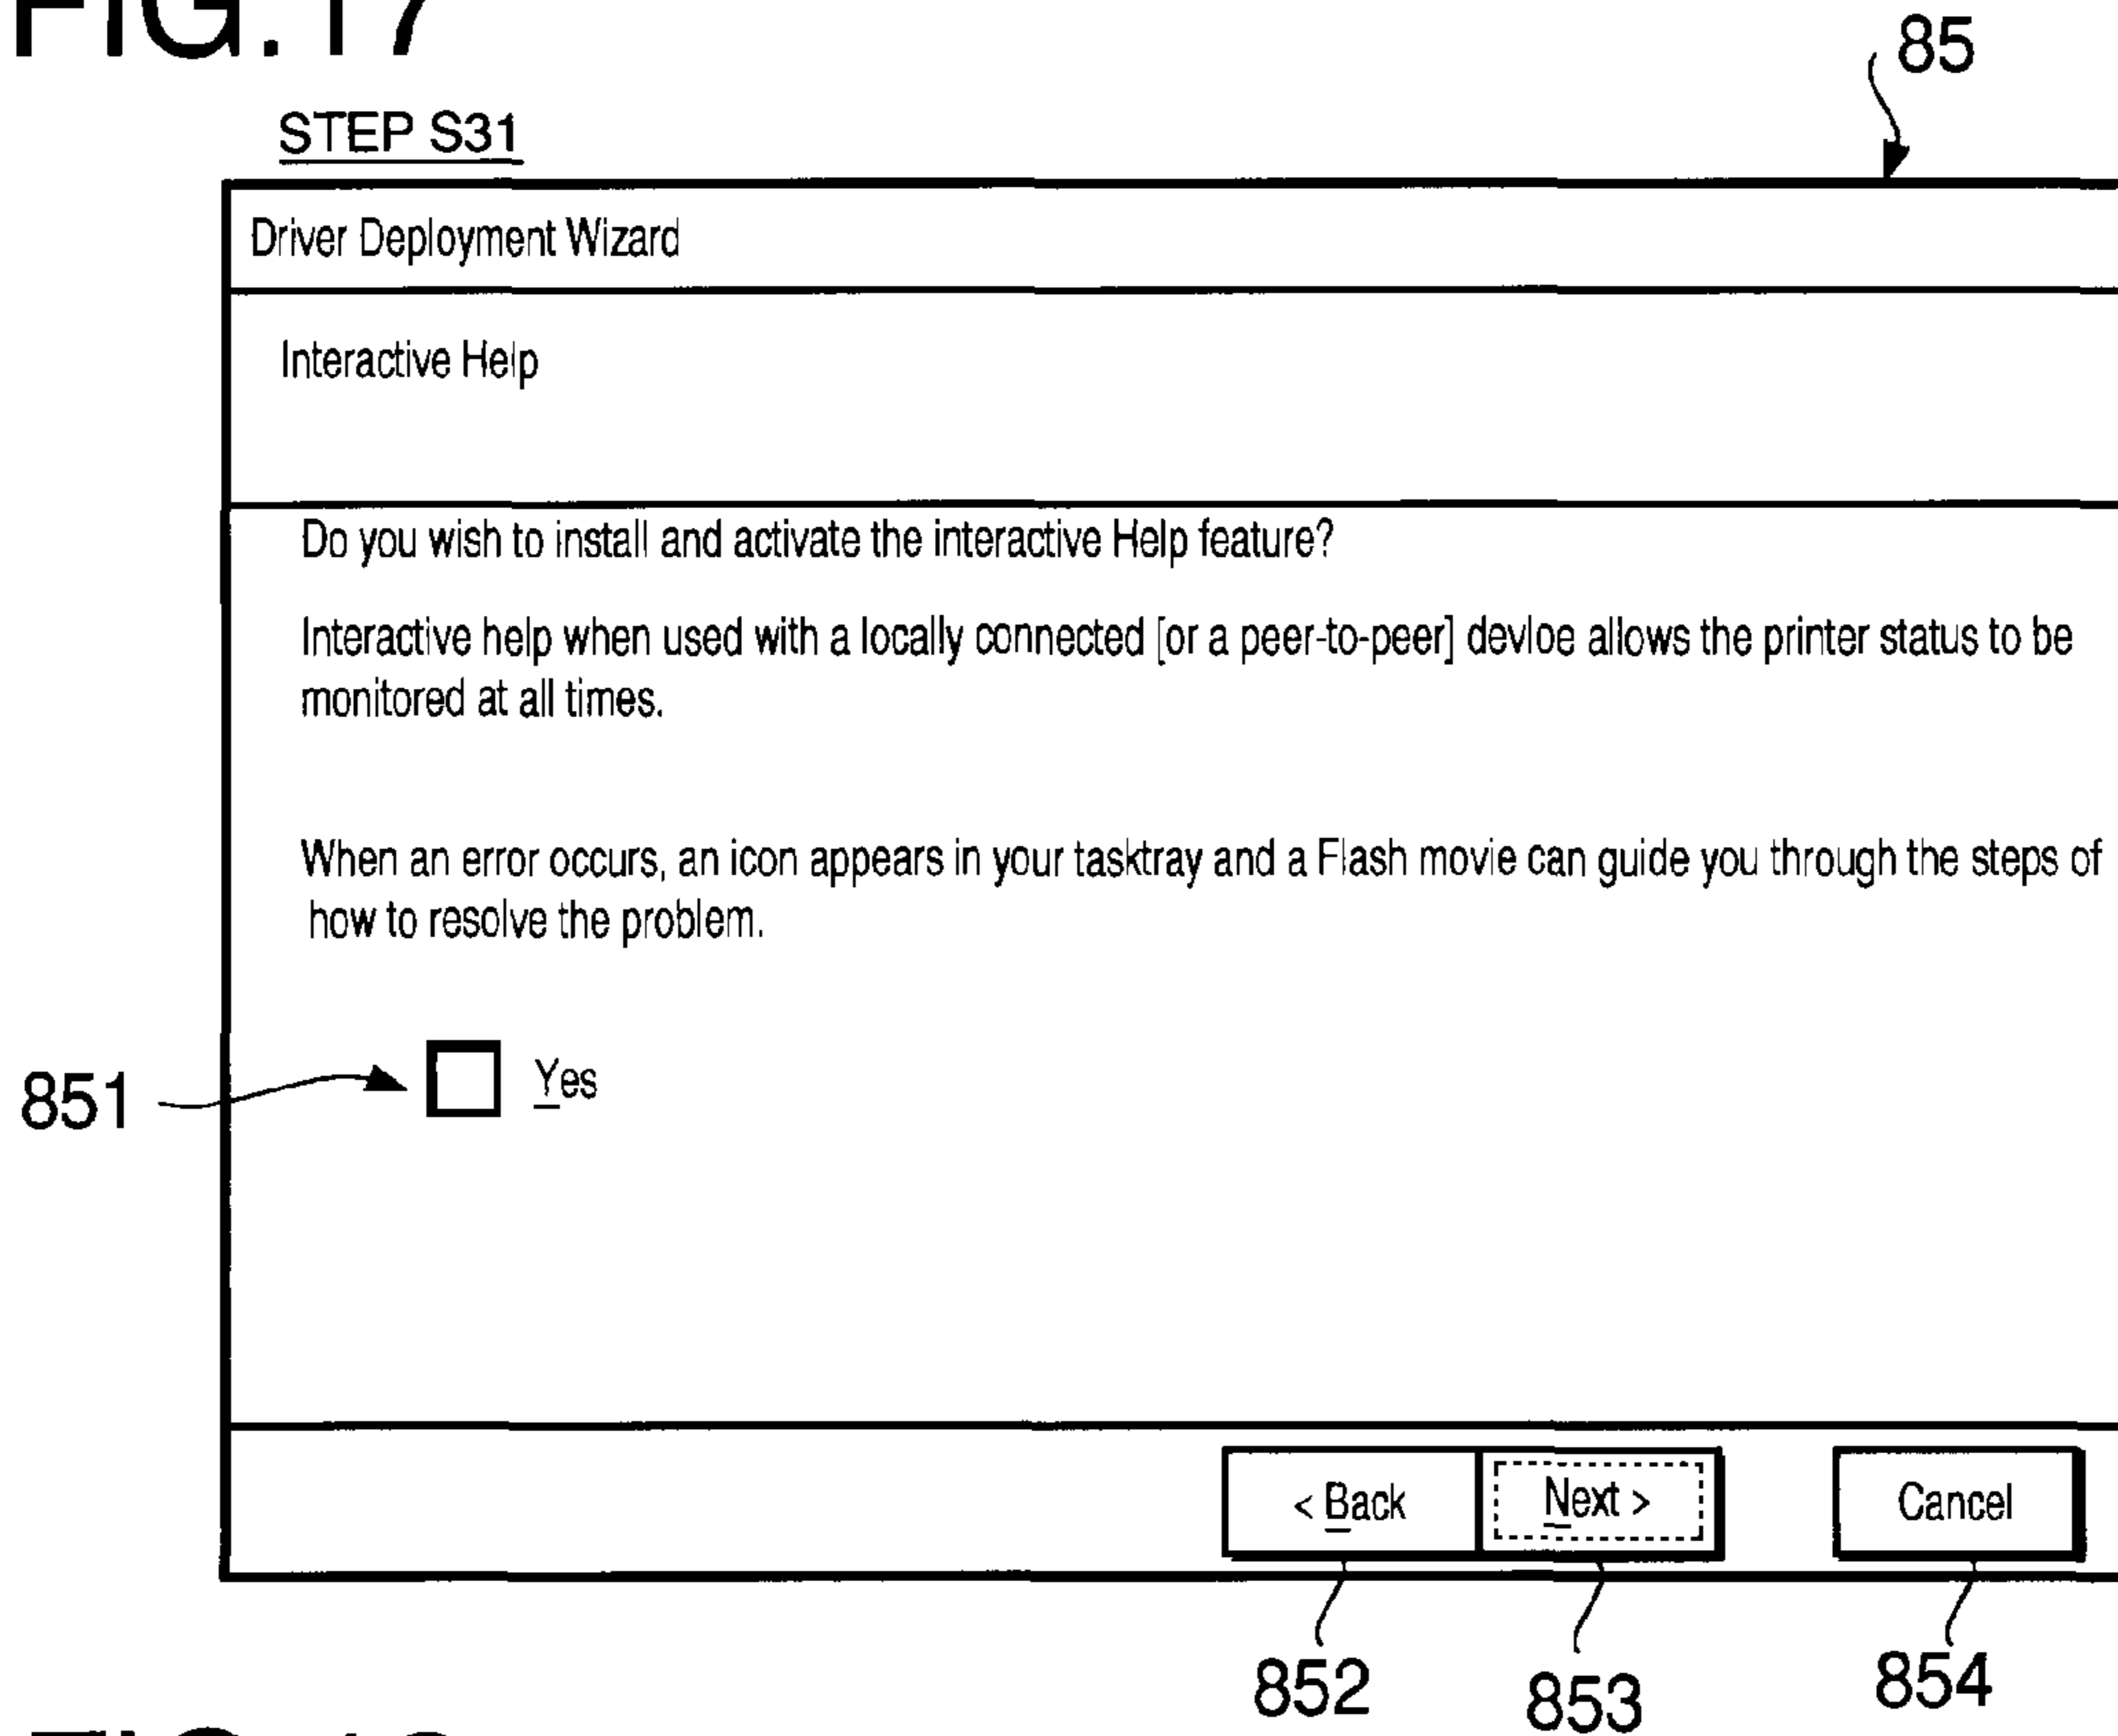 FIG.17
85
STEP S31
Driver Deployment Wizard
Interactive Help
Do you wish to install and activate the interactive Help feature?
Interactive help when used with a locally connected [or a peer-to-peer] devloe allows the printer status to be
monitored at all times.
When an error occurs, an icon appears in your tasktray and a Flash movie can guide you through the steps of
how to resolve the problem.
851
Yes
< Back
Next >
Cancel
852
853
854